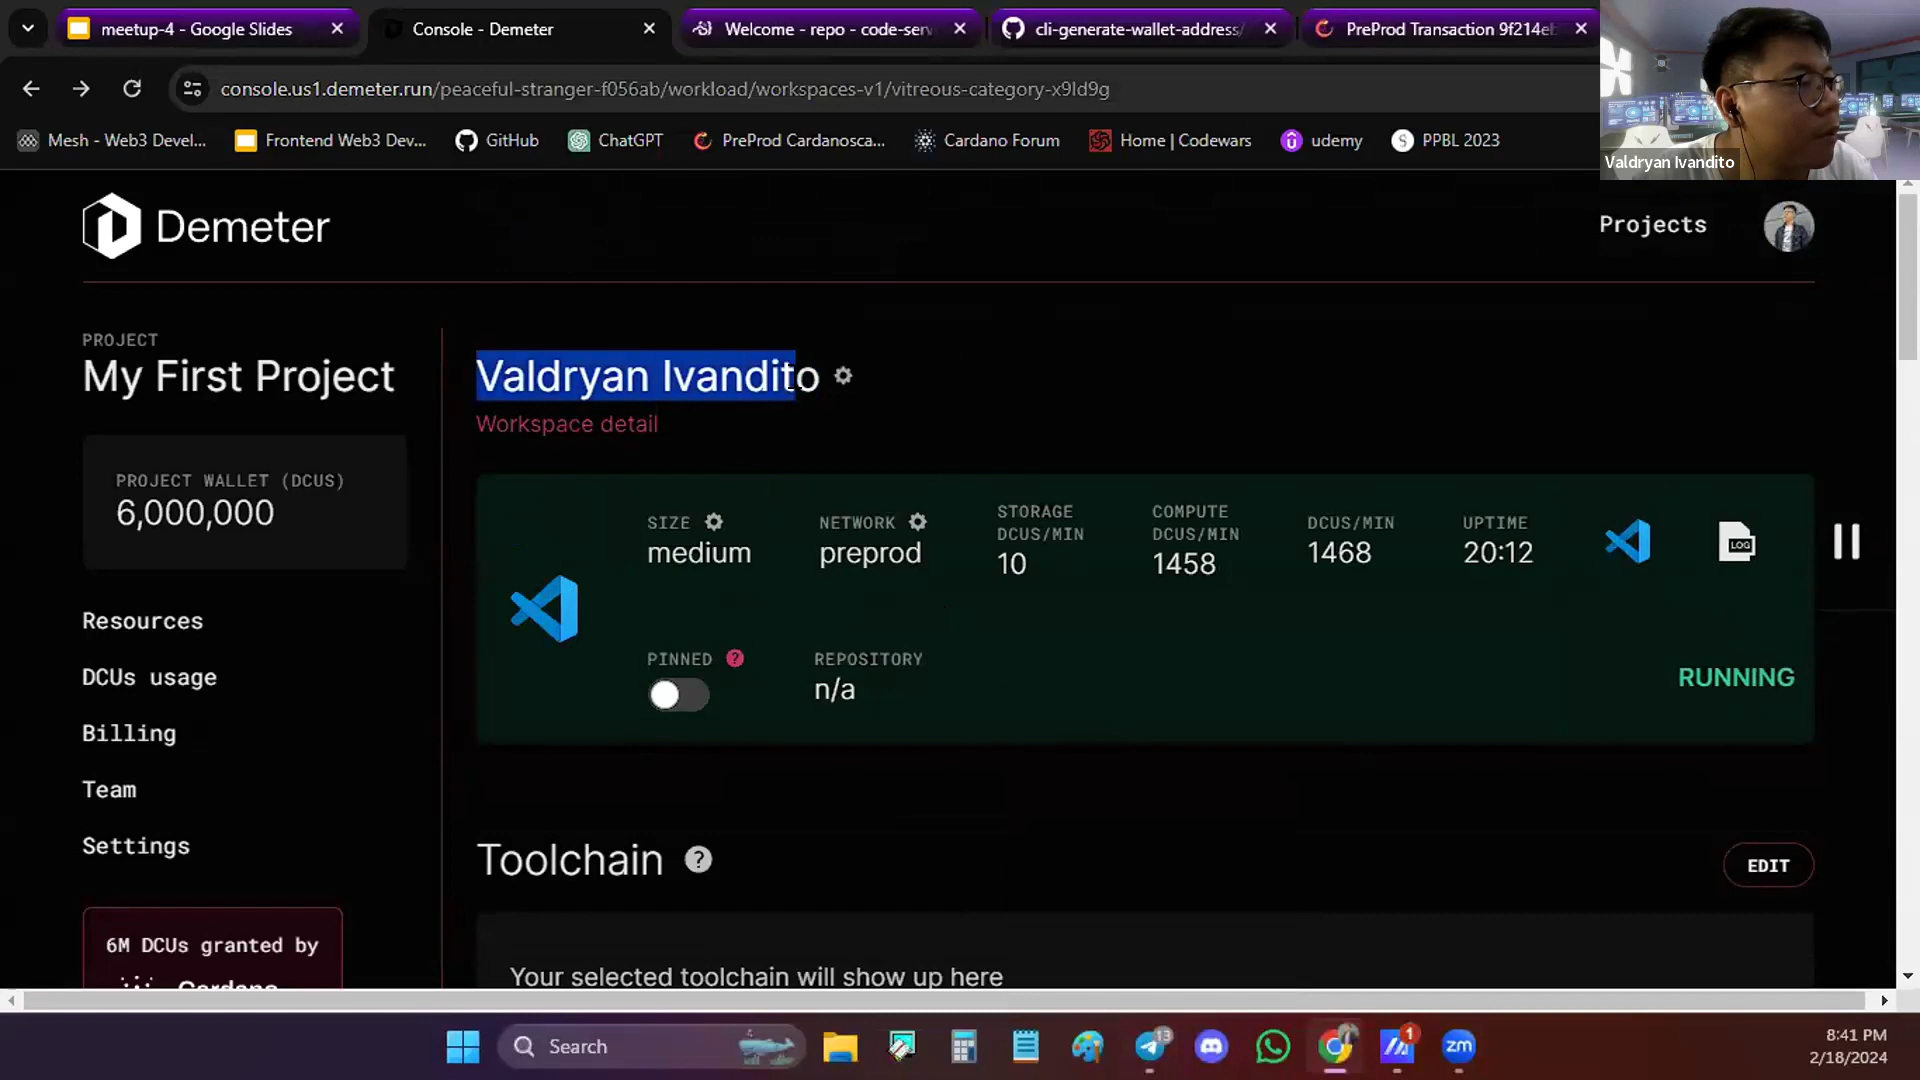 meetup-4 - Google Slides
Console - Demeter
Welcome - repo - code-serv
cli-generate-wallet-address/
PreProd Transaction 9f214eb
console.us1.demeter.run/peaceful-stranger-f056ab/workload/workspaces-v1/vitreous-category-x9ld9g
Mesh - Web3 Devel...
Frontend Web3 Dev...
GitHub
ChatGPT
PreProd Cardanosca...
Cardano Forum
Home | Codewars
udemy
PPBL 2023
Valdryan Ivandito
Demeter
Projects
PROJECT
My First Project
PROJECT WALLET (DCUS)
6,000,000
Resources
DCUs usage
Billing
Team
Settings
6M DCUs granted by
Cardano
Valdryan Ivandito
Workspace detail
SIZE
medium
NETWORK
preprod
STORAGE
DCUS/MIN
10
COMPUTE
DCUS/MIN
1458
DCUS/MIN
1468
UPTIME
20:12
LOG
PINNED ?
REPOSITORY
n/a
RUNNING
Toolchain ?
EDIT
Your selected toolchain will show up here
Search
13
1
zm
8:41 PM
2/18/2024